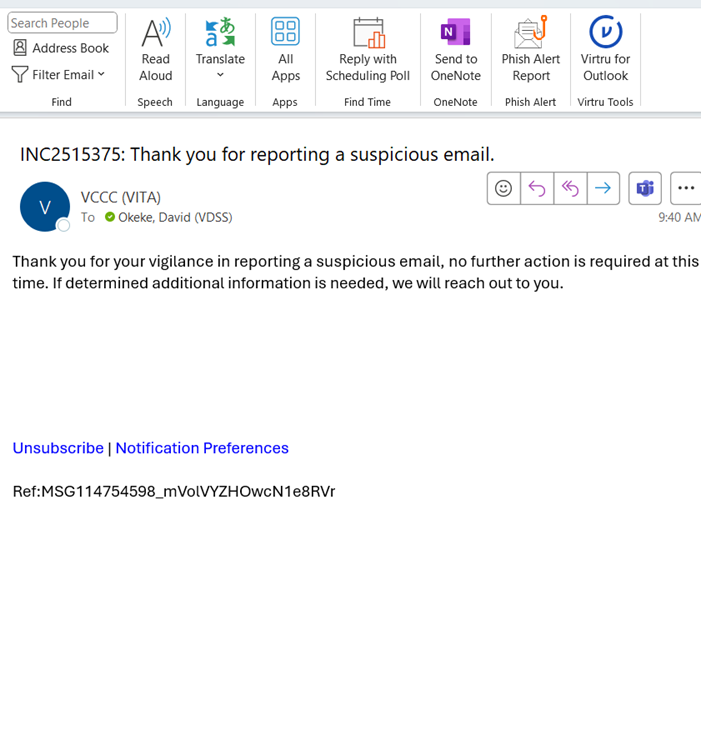 Search People
Address Book
Filter Email
Find
Read
Aloud
Speech
Translate
Language
All
Apps
Apps
Reply with
Scheduling Poll
Find Time
Send to
OneNote
OneNote
Phish Alert
Report
Phish Alert
Virtru for
Outlook
Virtru Tools
INC2515375: Thank you for reporting a suspicious email.
V
VCCC (VITA)
To Okeke, David (VDSS)
9:40 AM
Thank you for your vigilance in reporting a suspicious email, no further action is required at this
time. If determined additional information is needed, we will reach out to you.
Unsubscribe | Notification Preferences
Ref:MSG114754598_mVolVYZHOwcN1e8RVr